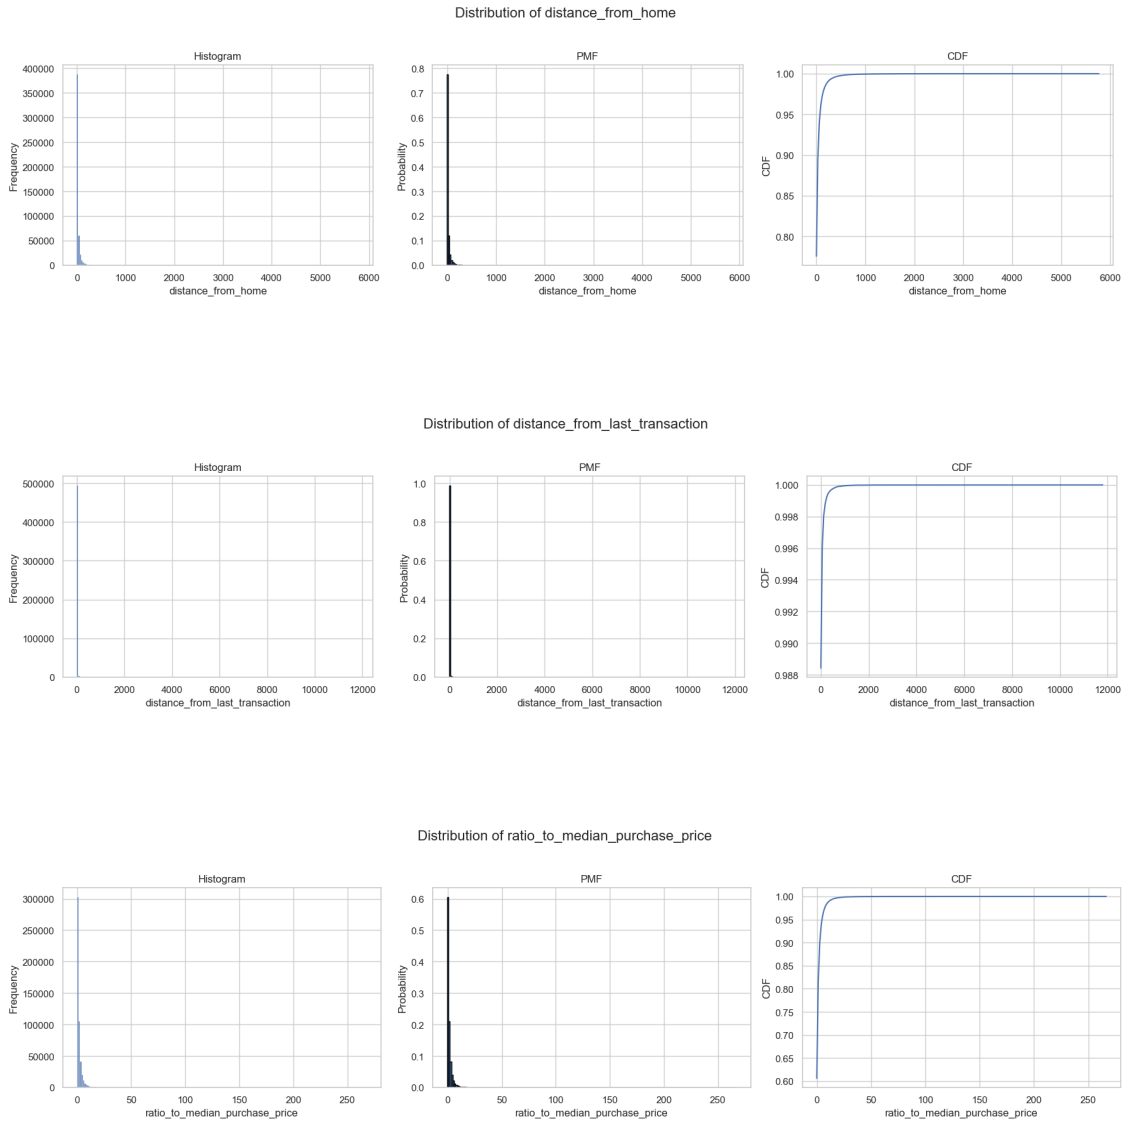 Distribution of distance_from_home
Histogram
400000
350000
300000
250000
200000
150000
100000
50000
0
Frequency
0 1000 2000 3000 4000 5000 6000
distance_from_home
PMF
0.8
0.7
0.6
0.5
0.4
0.3
0.2
0.1
0.0
Probability
0 1000 2000 3000 4000 5000 6000
distance_from_home
CDF
1.00
0.95
0.90
0.85
0.80
CDF
0 1000 2000 3000 4000 5000 6000
distance_from_home
Distribution of distance_from_last_transaction
Histogram
500000
400000
300000
200000
100000
0
Frequency
0 2000 4000 6000 8000 10000 12000
distance_from_last_transaction
PMF
1.0
0.8
0.6
0.4
0.2
0.0
Probability
0 2000 4000 6000 8000 10000 12000
distance_from_last_transaction
CDF
1.000
0.998
0.996
0.994
0.992
0.990
0.988
CDF
0 2000 4000 6000 8000 10000 12000
distance_from_last_transaction
Distribution of ratio_to_median_purchase_price
Histogram
300000
250000
200000
150000
100000
50000
0
Frequency
0 50 100 150 200 250
ratio_to_median_purchase_price
PMF
0.6
0.5
0.4
0.3
0.2
0.1
0.0
Probability
0 50 100 150 200 250
ratio_to_median_purchase_price
CDF
1.00
0.95
0.90
0.85
0.80
0.75
0.70
0.65
0.60
CDF
0 50 100 150 200 250
ratio_to_median_purchase_price